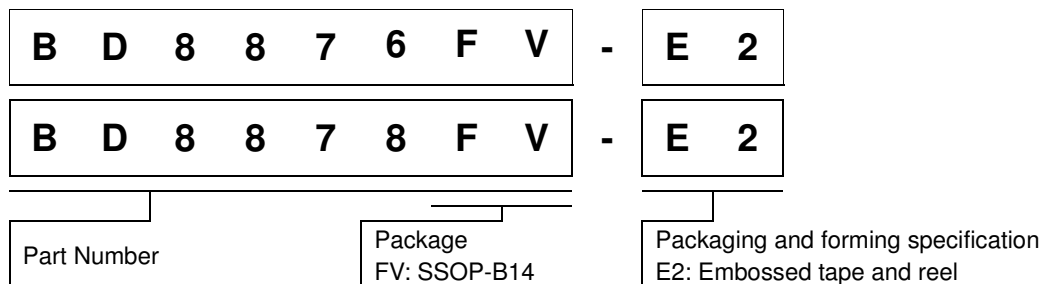 B D 8 8 7 6 F V - E 2
B D 8 8 7 8 F V - E 2
Part Number
Package
FV: SSOP-B14
Packaging and forming specification
E2: Embossed tape and reel